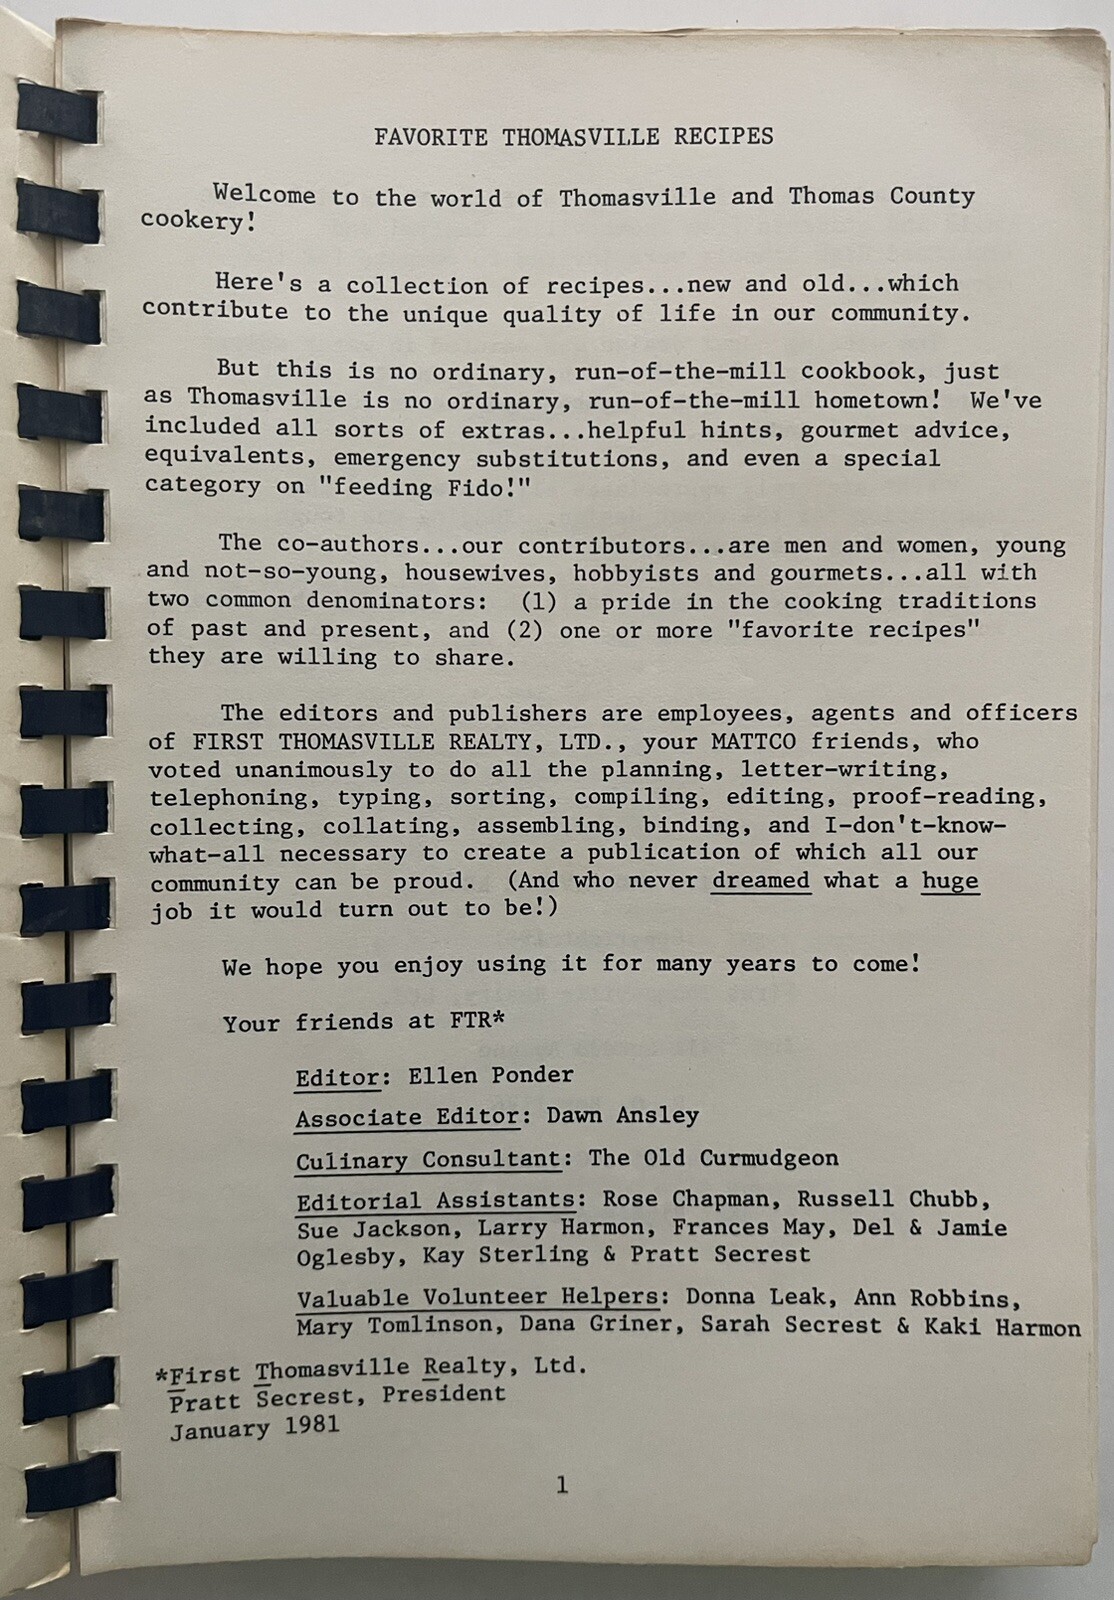 FAVORITE THOMASVILLE RECIPES
Welcome to the world of Thomasville and Thomas County
cookery!
Here's a collection of recipes...new and old...which
contribute to the unique quality of life in our community.
But this is no ordinary, run-of-the-mill cookbook, just
as Thomasville is no ordinary, run-of-the-mill hometown!  We've
included all sorts of extras...helpful hints, gourmet advice,
equivalents, emergency substitutions, and even a special
category on "feeding Fido!"
The co-authors...our contributors...are men and women, young
and not-so-young, housewives, hobbyists and gourmets...all with
two common denominators:  (1) a pride in the cooking traditions
of past and present, and (2) one or more "favorite recipes"
they are willing to share.
The editors and publishers are employees, agents and officers
of FIRST THOMASVILLE REALTY, LTD., your MATTCO friends, who
voted unanimously to do all the planning, letter-writing,
telephoning, typing, sorting, compiling, editing, proof-reading,
collecting, collating, assembling, binding, and I-don't-know-
what-all necessary to create a publication of which all our
community can be proud.  (And who never dreamed what a huge
job it would turn out to be!)
We hope you enjoy using it for many years to come!
Your friends at FTR*
Editor: Ellen Ponder
Associate Editor: Dawn Ansley
Culinary Consultant: The Old Curmudgeon
Editorial Assistants: Rose Chapman, Russell Chubb,
Sue Jackson, Larry Harmon, Frances May, Del & Jamie
Oglesby, Kay Sterling & Pratt Secrest
Valuable Volunteer Helpers: Donna Leak, Ann Robbins,
Mary Tomlinson, Dana Griner, Sarah Secrest & Kaki Harmon
*First Thomasville Realty, Ltd.
Pratt Secrest, President
January 1981
1